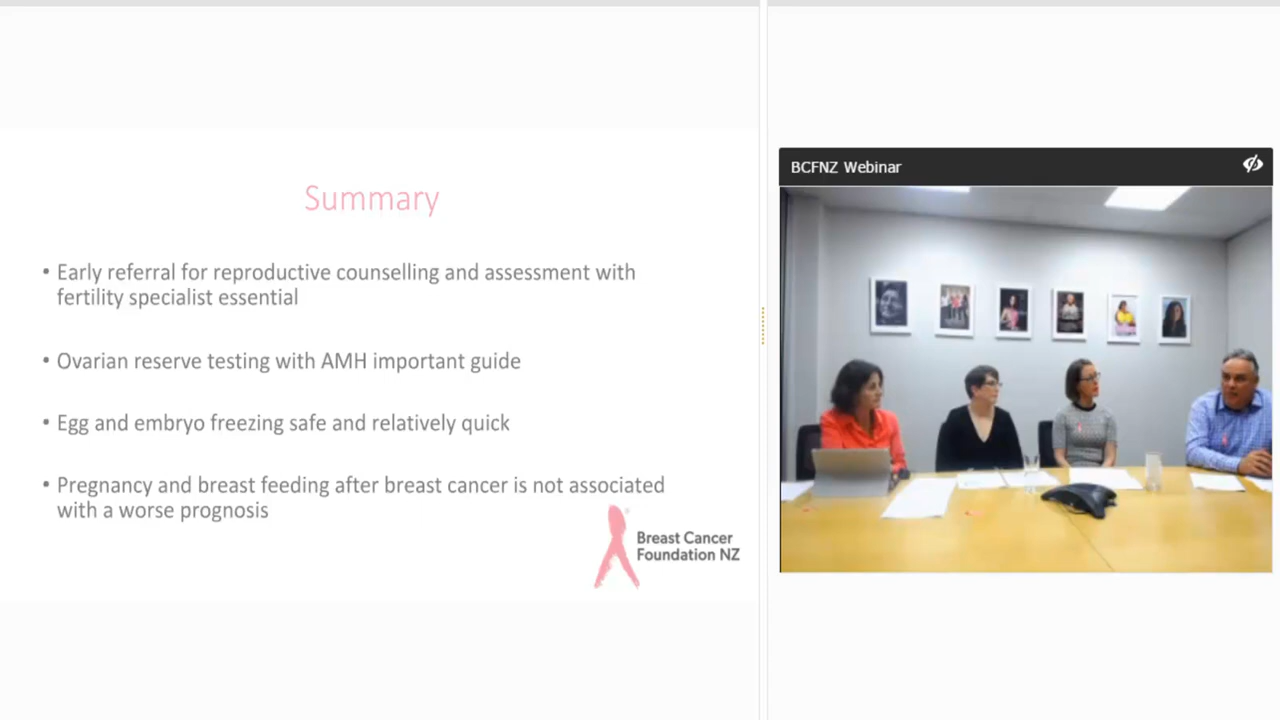 Summary
• Early referral for reproductive counselling and assessment with
fertility specialist essential
• Ovarian reserve testing with AMH important guide
• Egg and embryo freezing safe and relatively quick
• Pregnancy and breast feeding after breast cancer is not associated
with a worse prognosis
Breast Cancer
Foundation NZ
BCFNZ Webinar